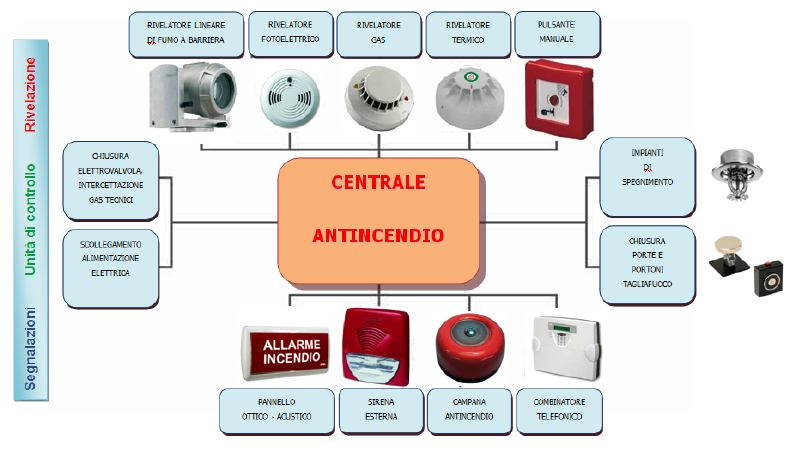 RIVELATORE LINEARE
DI FUMO A BARRIERA
RIVELATORE
FOTOELETTRICO
RIVELATORE
GAS
RIVELATORE
TERMICO
PULSANTE
MANUALE
Rivelazione
Unità di controllo
Segnalazioni
CHIUSURA
ELETTROVALVOLA,
INTERCETTAZIONE
GAS TECNICI
SCOLLEGAMENTO
ALIMENTAZIONE
ELETTRICA
CENTRALE
ANTINCENDIO
IMPIANTI
DI
SPEGNIMENTO
CHIUSURA
PORTE E
PORTONI
TAGLIAFUOCO
ALLARME
INCENDIO
PANNELLO
OTTICO - ACUSTICO
SIRENA
ESTERNA
CAMPANA
ANTINCENDIO
COMBINATORE
TELEFONICO